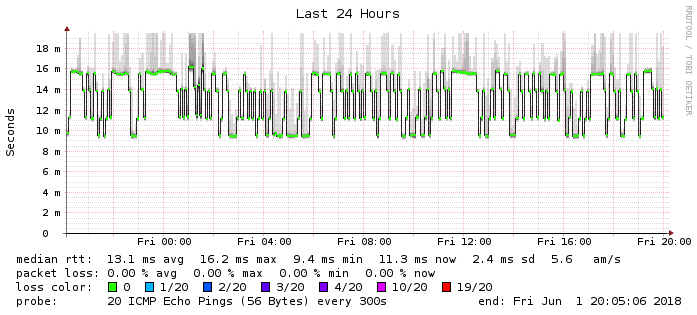 Last 24 Hours
RRDTOOL / TOBI OETIKER
Seconds
18 m
16 m
14 m
12 m
10 m
8 m
6 m
4 m
2 m
0
Fri 00:00 Fri 04:00 Fri 08:00 Fri 12:00 Fri 16:00 Fri 20:00
median rtt: 13.1 ms avg 16.2 ms max 9.4 ms min 11.3 ms now 2.4 ms sd 5.6 am/s
packet loss: 0.00 % avg 0.00 % max 0.00 % min 0.00 % now
loss color: 0 1/20 2/20 3/20 4/20 10/20 19/20
probe: 20 ICMP Echo Pings (56 Bytes) every 300s end: Fri Jun 1 20:05:06 2018